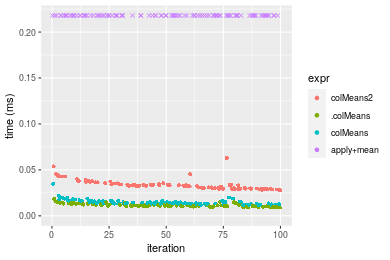 0.20
0.15
0.10
0.05
0.00
time (ms)
0
25
50
75
100
iteration
expr
colMeans2
.colMeans
colMeans
apply+mean